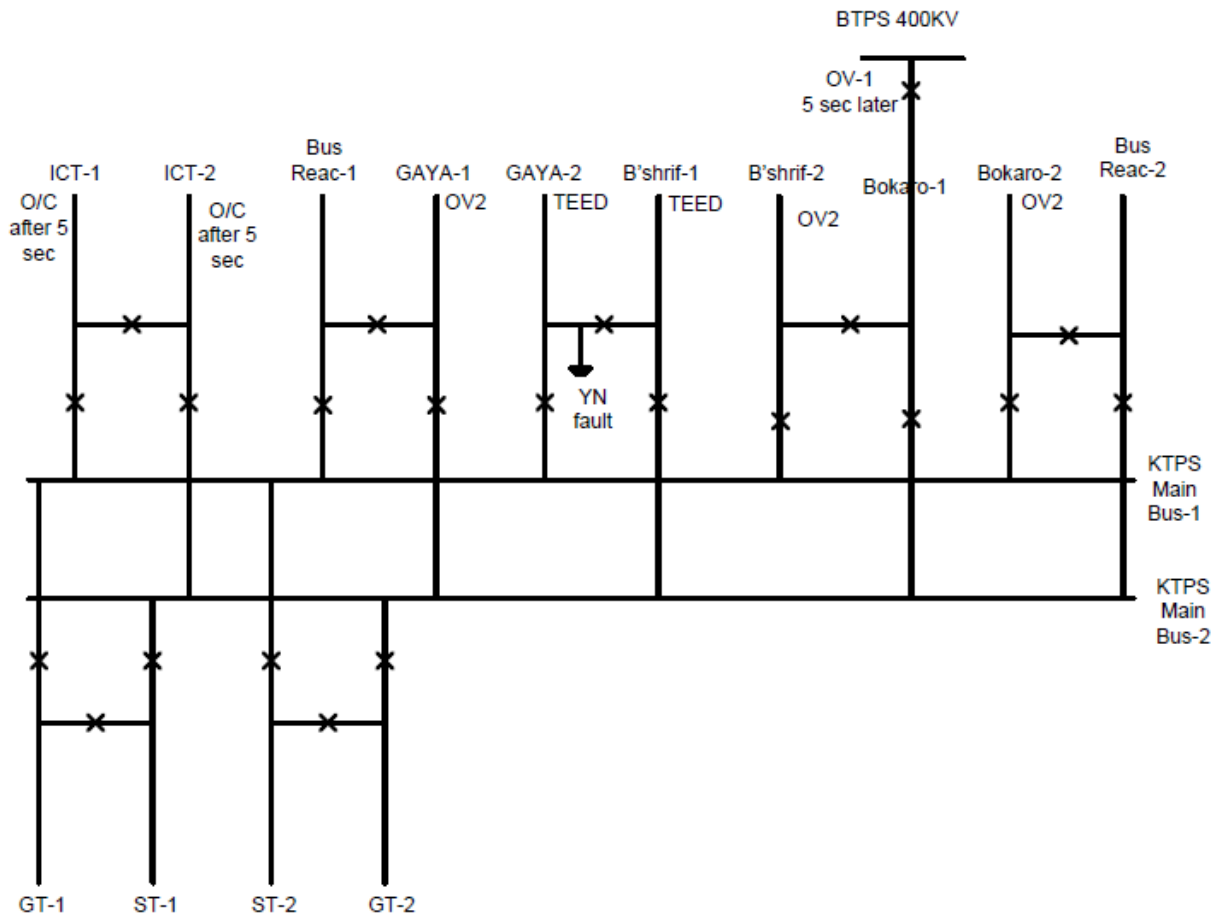 BTPS 400KV
OV-1
5 sec later
ICT-1
O/C
after 5
sec
ICT-2
O/C
after 5
sec
Bus
Reac-1
GAYA-1
OV2
GAYA-2
TEED
B'shrif-1
TEED
B'shrif-2
OV2
Bokaro-1
Bokaro-2
OV2
Bus
Reac-2
YN
fault
KTPS
Main
Bus-1
KTPS
Main
Bus-2
GT-1
ST-1
ST-2
GT-2